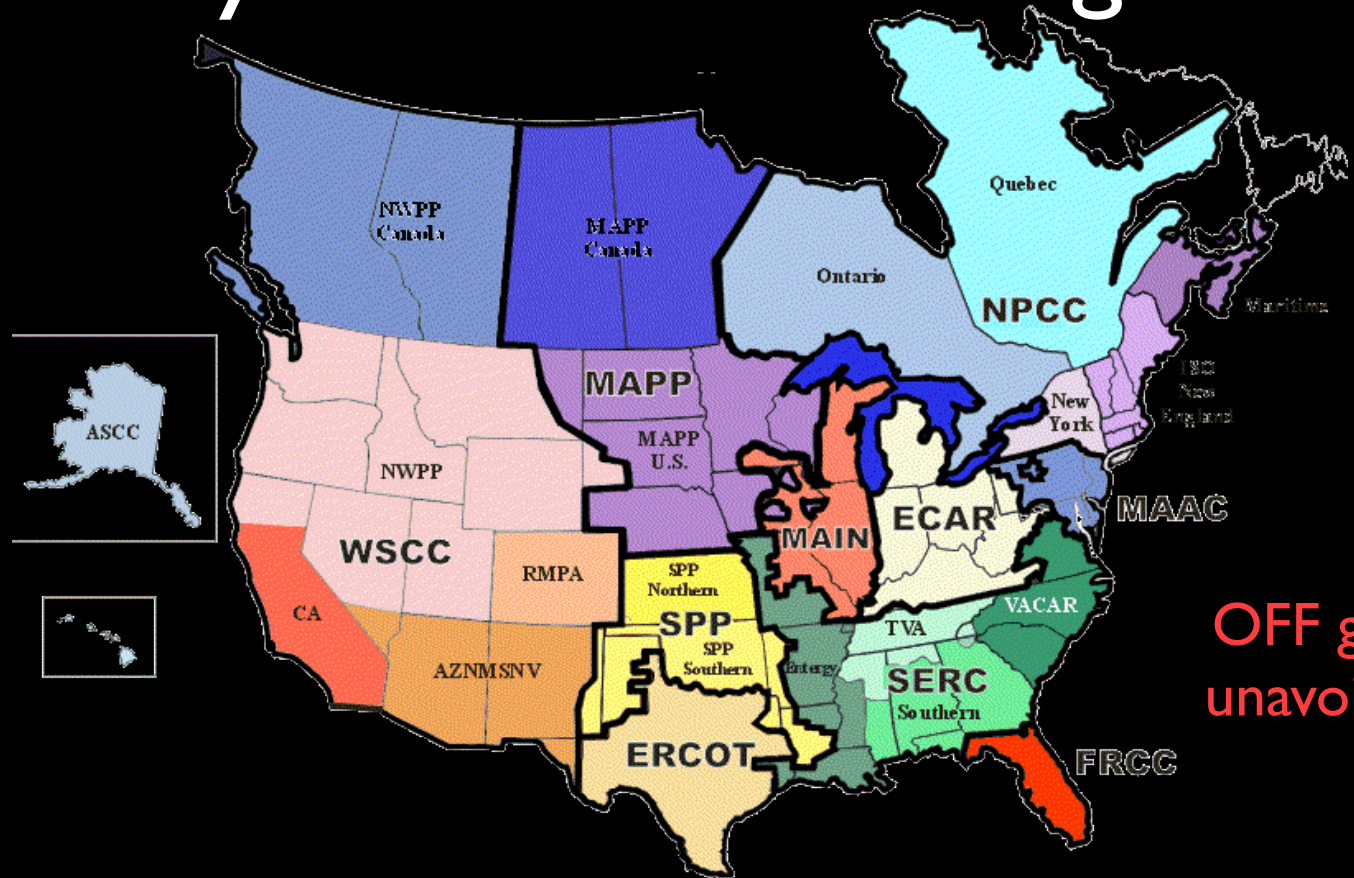 Quebec
NWPP
Canada
MAPP
Canada
Ontario
NPCC
Maritime
ISO
New
England
MAPP
New
York
ASCC
MAPP
U.S.
NWPP
MAAC
ECAR
MAIN
WSCC
RMPA
SPP
Northern
CA
VACAR
OFF
SPP
TVA
SPP
Southern
Entergy
AZNMSNV
SERC
Southern
ERCOT
FRCC